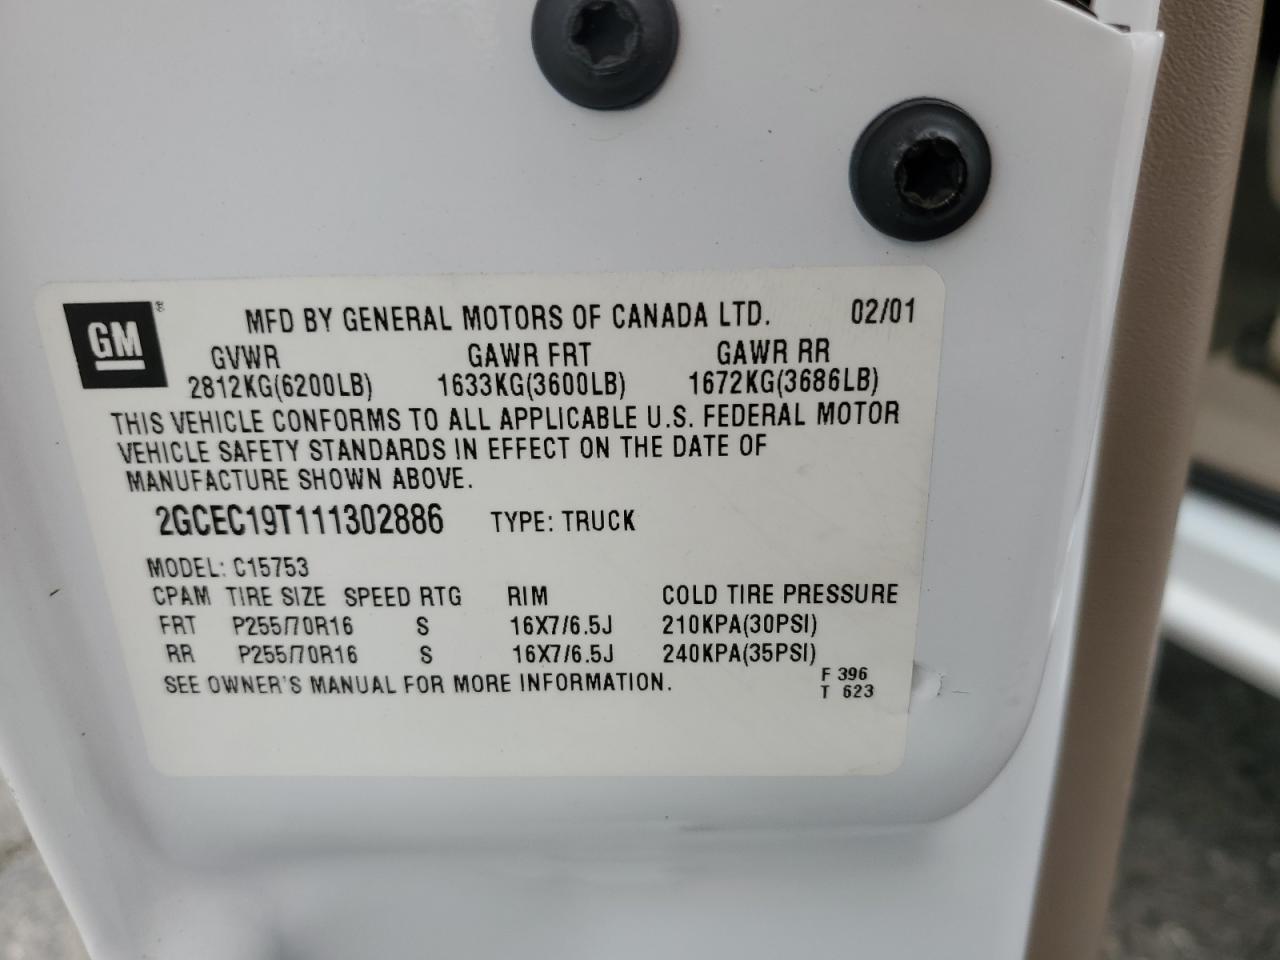 GM®
MFD BY GENERAL MOTORS OF CANADA LTD. 02/01
GVWR GAWR FRT GAWR RR
2812KG(6200LB) 1633KG(3600LB) 1672KG(3686LB)
THIS VEHICLE CONFORMS TO ALL APPLICABLE U.S. FEDERAL MOTOR
VEHICLE SAFETY STANDARDS IN EFFECT ON THE DATE OF
MANUFACTURE SHOWN ABOVE.
2GCEC19T111302886 TYPE: TRUCK
MODEL: C15753
CPAM TIRE SIZE SPEED RTG RIM COLD TIRE PRESSURE
FRT P255/70R16 S 16X7/6.5J 210KPA(30PSI)
RR P255/70R16 S 16X7/6.5J 240KPA(35PSI)
SEE OWNER'S MANUAL FOR MORE INFORMATION. F 396
T 623